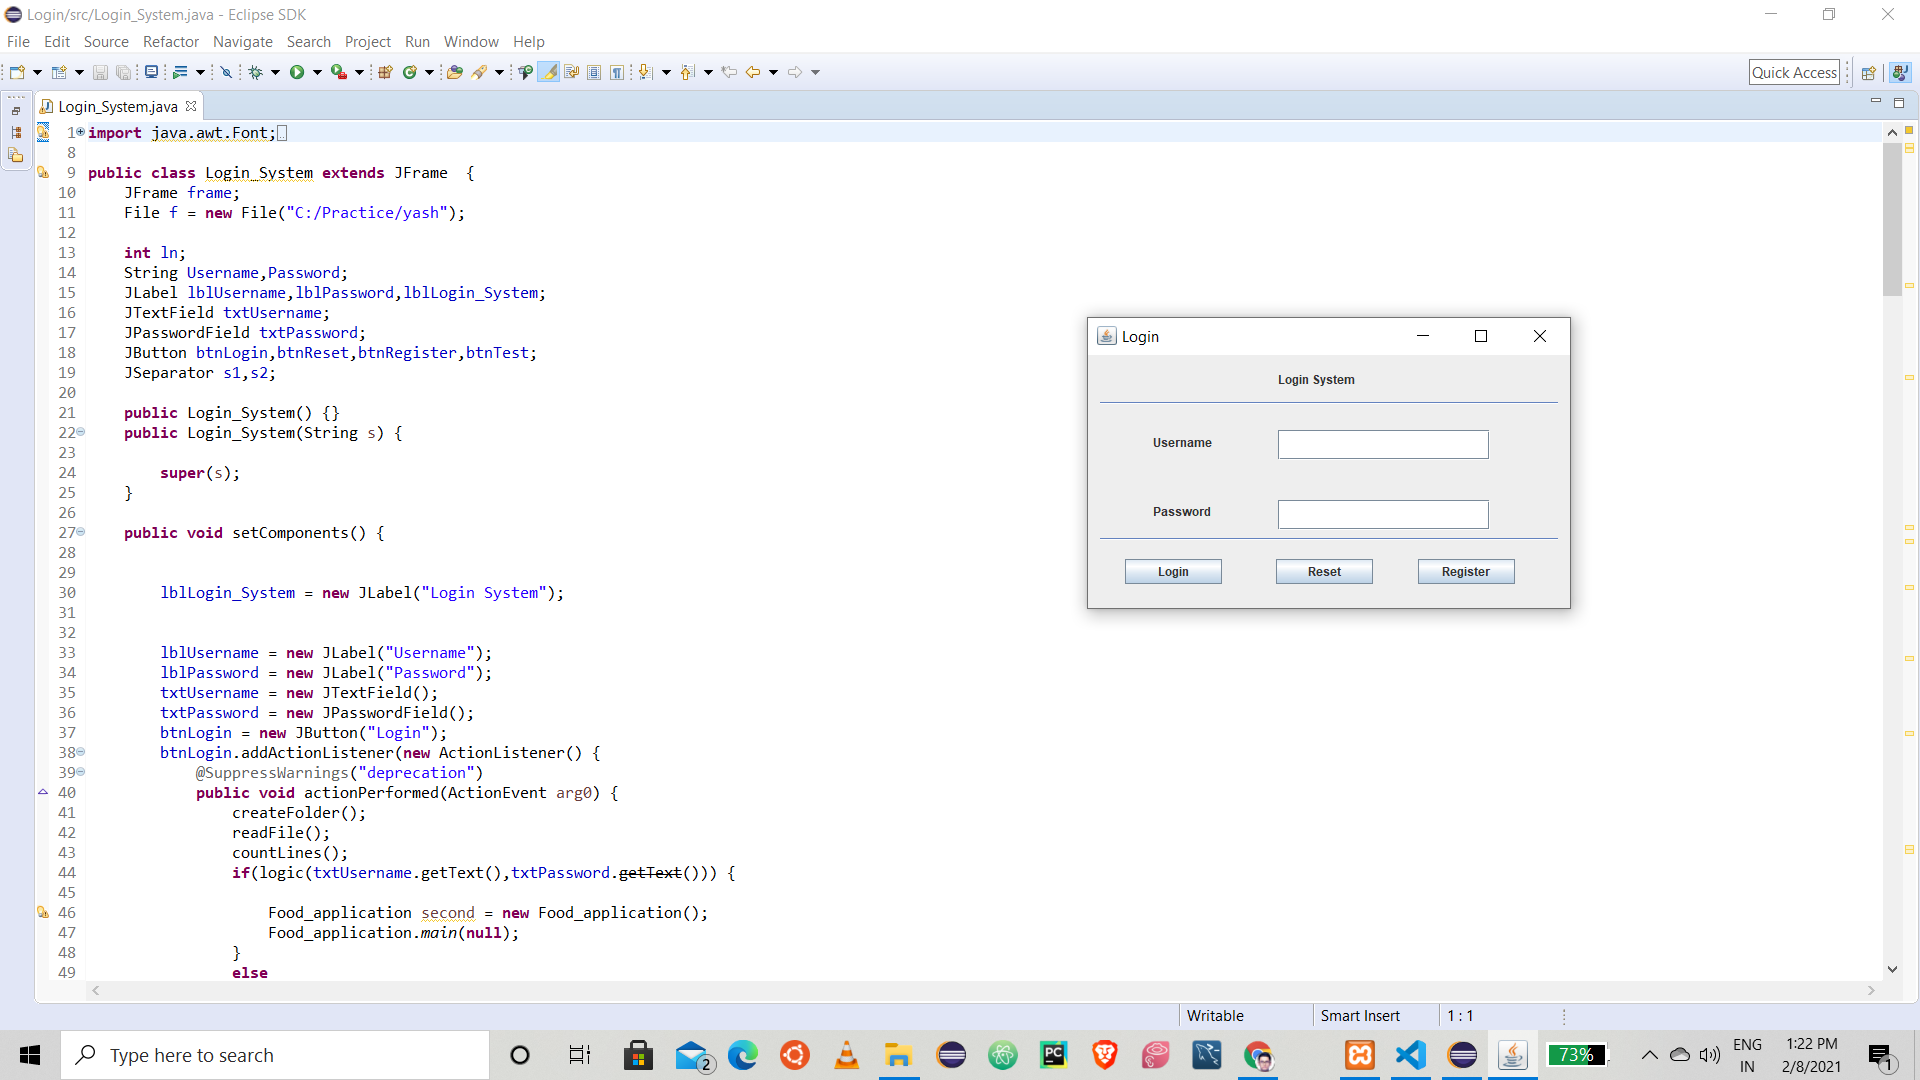 Login/src/Login_System.java - Eclipse SDK
File Edit Source Refactor Navigate Search Project Run Window Help
Quick Access
Login_System.java
1 import java.awt.Font;
8
9 public class Login_System extends JFrame  {
10     JFrame frame;
11     File f = new File("C:/Practice/yash");
12
13     int ln;
14     String Username,Password;
15     JLabel lblUsername,lblPassword,lblLogin_System;
16     JTextField txtUsername;
17     JPasswordField txtPassword;
18     JButton btnLogin,btnReset,btnRegister,btnTest;
19     JSeparator s1,s2;
20
21     public Login_System() {}
22     public Login_System(String s) {
23
24         super(s);
25     }
26
27     public void setComponents() {
28
29
30         lblLogin_System = new JLabel("Login System");
31
32
33         lblUsername = new JLabel("Username");
34         lblPassword = new JLabel("Password");
35         txtUsername = new JTextField();
36         txtPassword = new JPasswordField();
37         btnLogin = new JButton("Login");
38         btnLogin.addActionListener(new ActionListener() {
39             @SuppressWarnings("deprecation")
40             public void actionPerformed(ActionEvent arg0) {
41                 createFolder();
42                 readFile();
43                 countLines();
44                 if(logic(txtUsername.getText(),txtPassword.getText())) {
45
46                     Food_application second = new Food_application();
47                     Food_application.main(null);
48                 }
49                 else
Login
Login System
Username
Password
Login Reset Register
Writable Smart Insert 1 : 1
Type here to search
2
PC
73%
ENG
IN
1:22 PM
2/8/2021
1